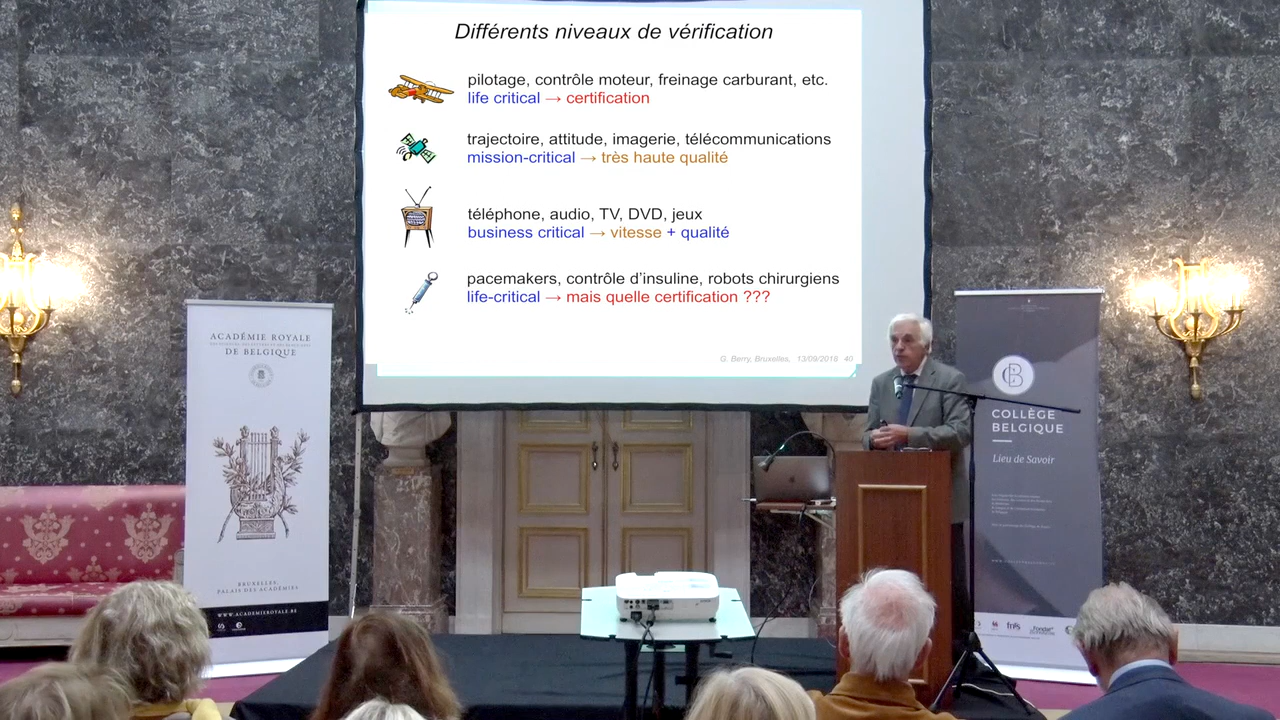 Différents niveaux de vérification
pilotage, contrôle moteur, freinage carburant, etc.
life critical → certification
trajectoire, attitude, imagerie, télécommunications
mission-critical → très haute qualité
téléphone, audio, TV, DVD, jeux
business critical → vitesse + qualité
pacemakers, contrôle d'insuline, robots chirurgiens
life-critical → mais quelle certification ???
G. Berry, Bruxelles, 13/09/2018 40
ACADÉMIE ROYALE
DE BELGIQUE
BRUXELLES,
PALAIS DES ACADÉMIES
WWW.ACADEMIEROYALE.BE
COLLÈGE
BELGIQUE
Lieu de Savoir